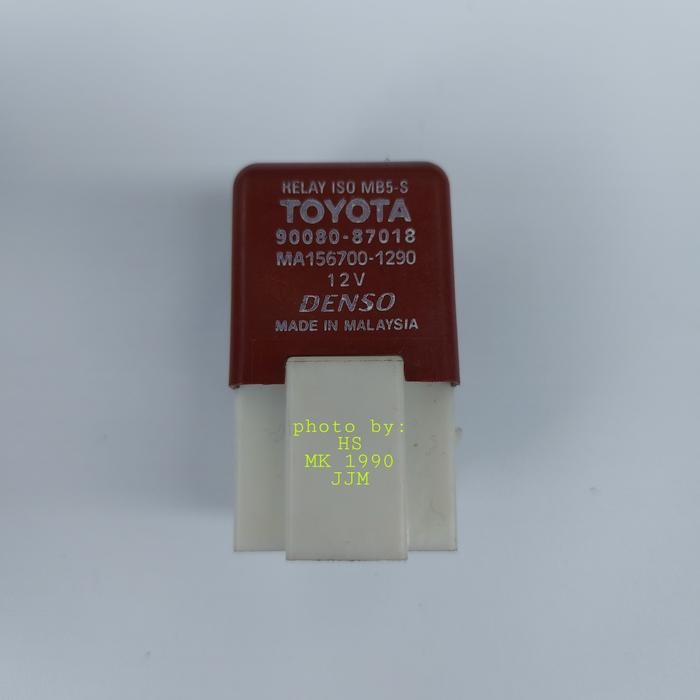 RELAY ISO MB5-S
TOYOTA
90080-87018
MA156700-1290
12V
DENSO
MADE IN MALAYSIA
photo by:
HS
MK 1990
JJM